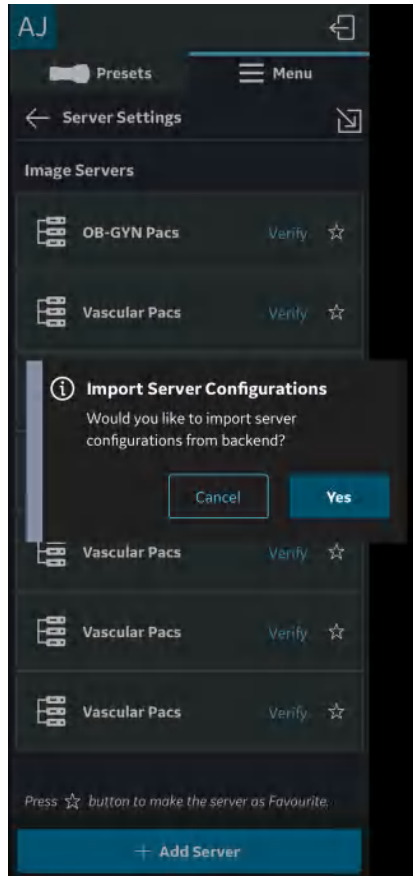 AJ
Presets
Menu
Server Settings
Image Servers
OB-GYN Pacs Verify
Vascular Pacs Verify
Import Server Configurations
Would you like to import server
configurations from backend?
Cancel Yes
Vascular Pacs Verify
Vascular Pacs Verify
Vascular Pacs Verify
Press ☆ button to make the server as Favourite.
+ Add Server